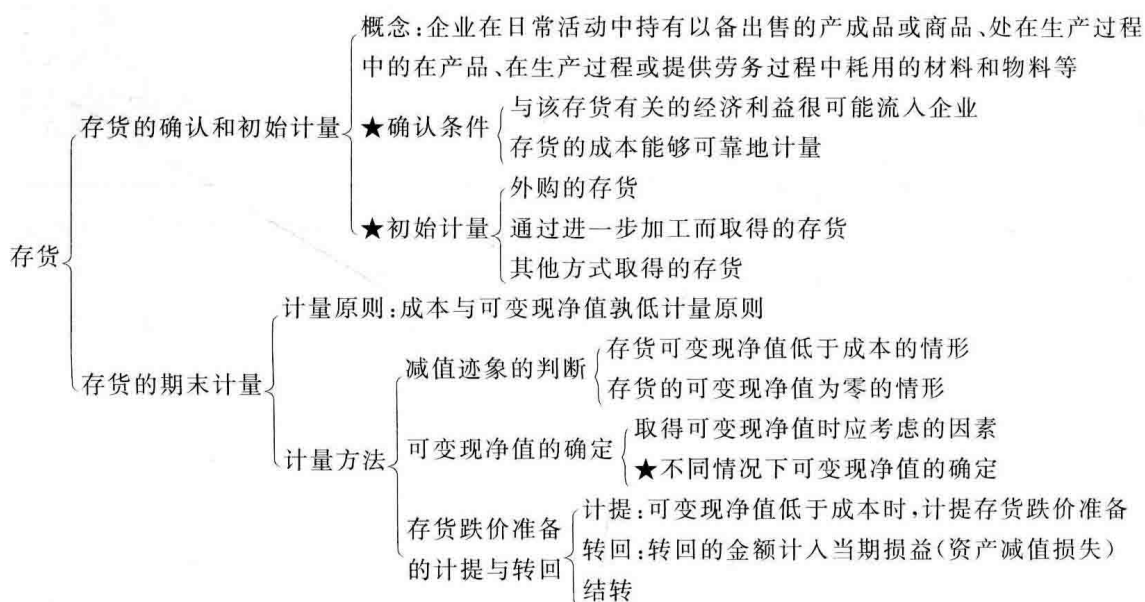 概念:企业在日常活动中持有以备出售的产成品或商品、处在生产过程
中的在产品、在生产过程或提供劳务过程中耗用的材料和物料等
存货的确认和初始计量
★确认条件
与该存货有关的经济利益很可能流入企业
存货的成本能够可靠地计量
★初始计量
外购的存货
通过进一步加工而取得的存货
其他方式取得的存货
存货
存货的期末计量
计量原则:成本与可变现净值孰低计量原则
计量方法
减值迹象的判断
存货可变现净值低于成本的情形
存货的可变现净值为零的情形
可变现净值的确定
取得可变现净值时应考虑的因素
★不同情况下可变现净值的确定
存货跌价准备
的计提与转回
计提:可变现净值低于成本时,计提存货跌价准备
转回:转回的金额计入当期损益(资产减值损失)
结转